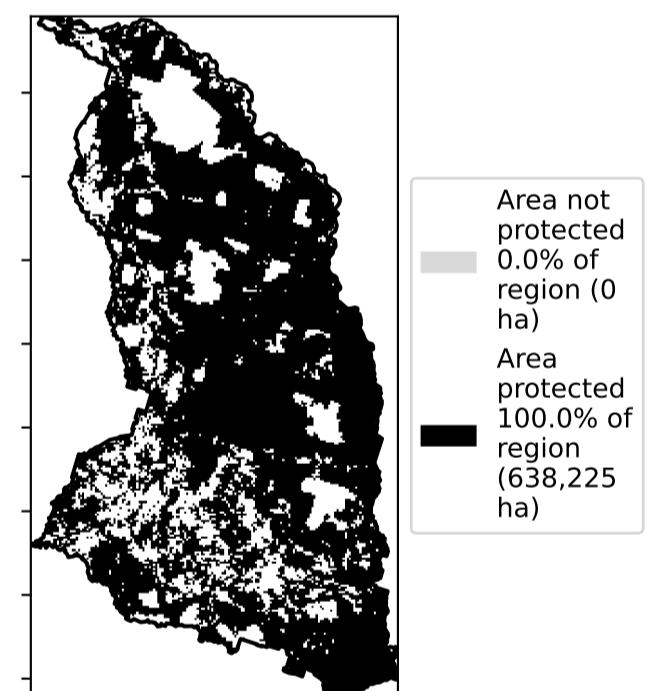 Area not
protected
0.0% of
region (0
ha)
Area
protected
100.0% of
region
(638,225
ha)